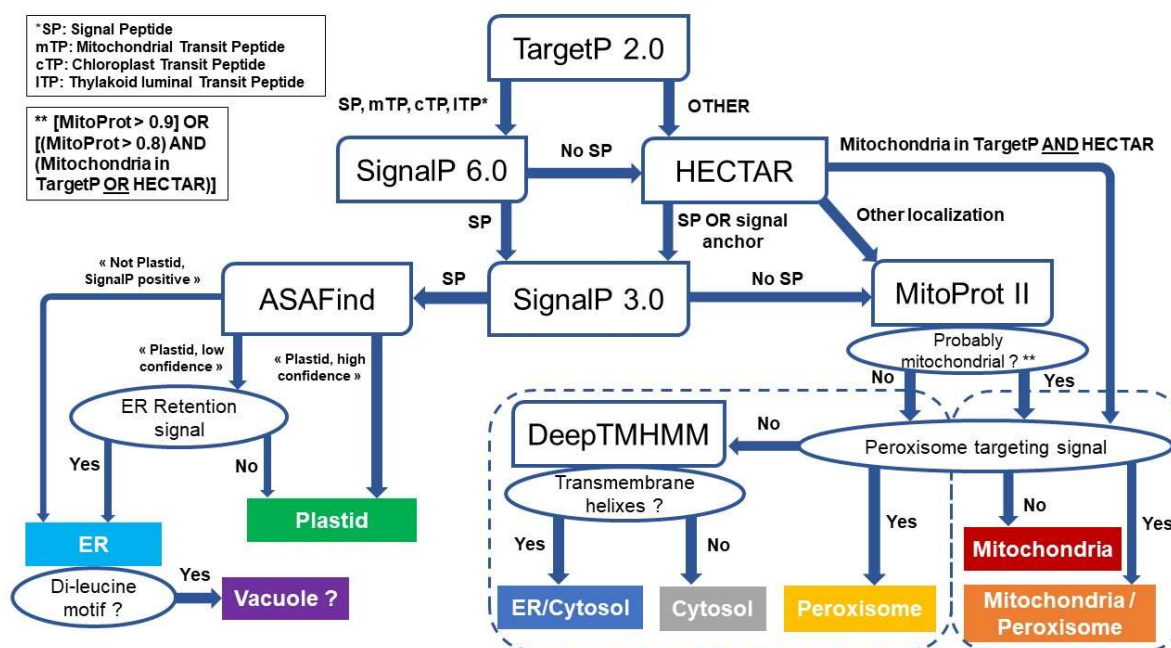 *SP: Signal Peptide
mTP: Mitochondrial Transit Peptide
cTP: Chloroplast Transit Peptide
lTP: Thylakoid luminal Transit Peptide
** [MitoProt > 0.9] OR
[(MitoProt > 0.8) AND
(Mitochondria in
TargetP OR HECTAR)]
TargetP 2.0
SP, mTP, cTP, lTP*
OTHER
SignalP 6.0
No SP
HECTAR
Mitochondria in TargetP AND HECTAR
SP
SP OR signal
anchor
Other localization
« Not Plastid,
SignalP positive »
ASAFind
SP
SignalP 3.0
No SP
MitoProt II
« Plastid, low
confidence »
« Plastid, high
confidence »
Probably
mitochondrial ? **
No
Yes
ER Retention
signal
DeepTMHMM
No
Peroxisome targeting signal
Yes
No
Transmembrane
helixes ?
Plastid
Yes
No
Yes
No
Yes
ER
Mitochondria
Di-leucine
motif ?
Yes
Vacuole ?
ER/Cytosol
Cytosol
Peroxisome
Mitochondria /
Peroxisome